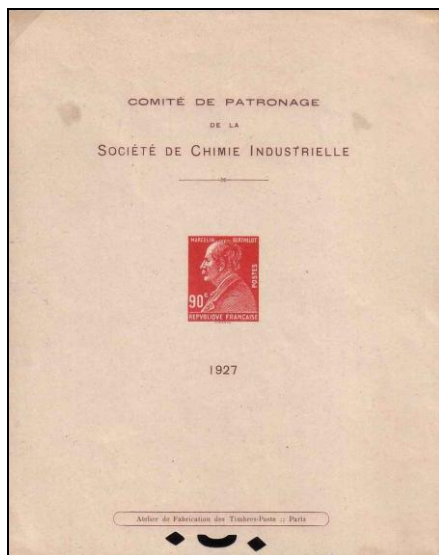 COMITÉ DE PATRONAGE
DE LA
SOCIÉTÉ DE CHIMIE INDUSTRIELLE
MARCELIN BERTHELOT
POSTES
90c
REPVBLIQVE FRANÇAISE
1927
Atelier de Fabrication des Timbres-Poste :: Paris